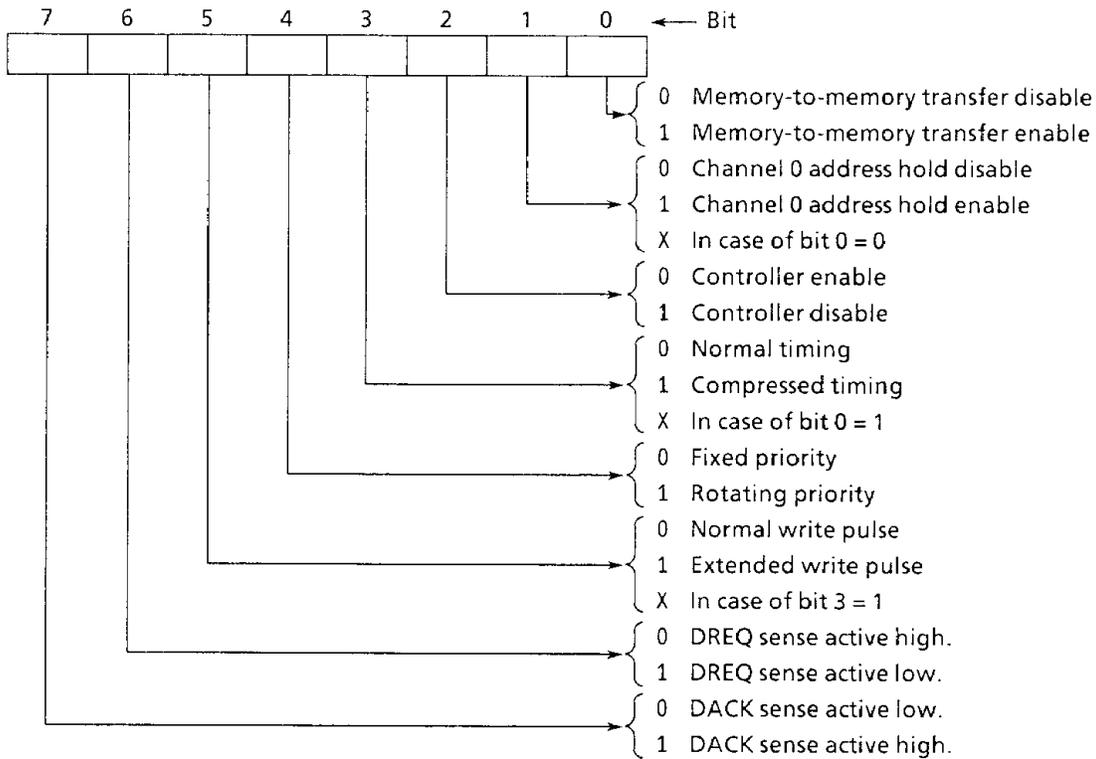 7 6 5 4 3 2 1 0 Bit
0 Memory-to-memory transfer disable
1 Memory-to-memory transfer enable
0 Channel 0 address hold disable
1 Channel 0 address hold enable
X In case of bit 0 = 0
0 Controller enable
1 Controller disable
0 Normal timing
1 Compressed timing
X In case of bit 0 = 1
0 Fixed priority
1 Rotating priority
0 Normal write pulse
1 Extended write pulse
X In case of bit 3 = 1
0 DREQ sense active high.
1 DREQ sense active low.
0 DACK sense active low.
1 DACK sense active high.